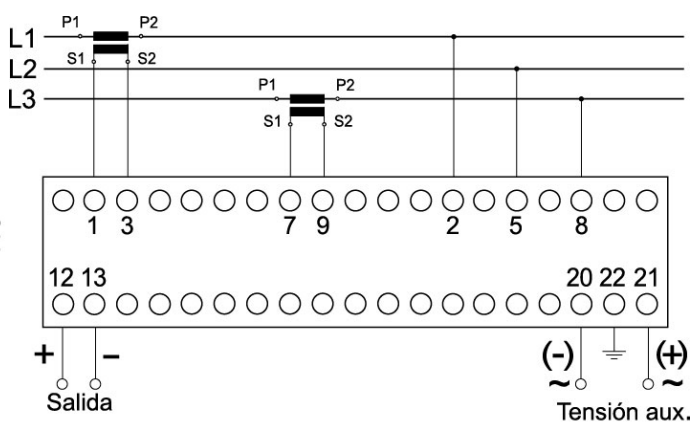 P1 P2
L1
S1 S2
L2
P1 P2
L3
S1 S2
1 3 7 9 2 5 8
12 13 20 22 21
+ – (-) (+)
~ ~
Salida
Tensión aux.